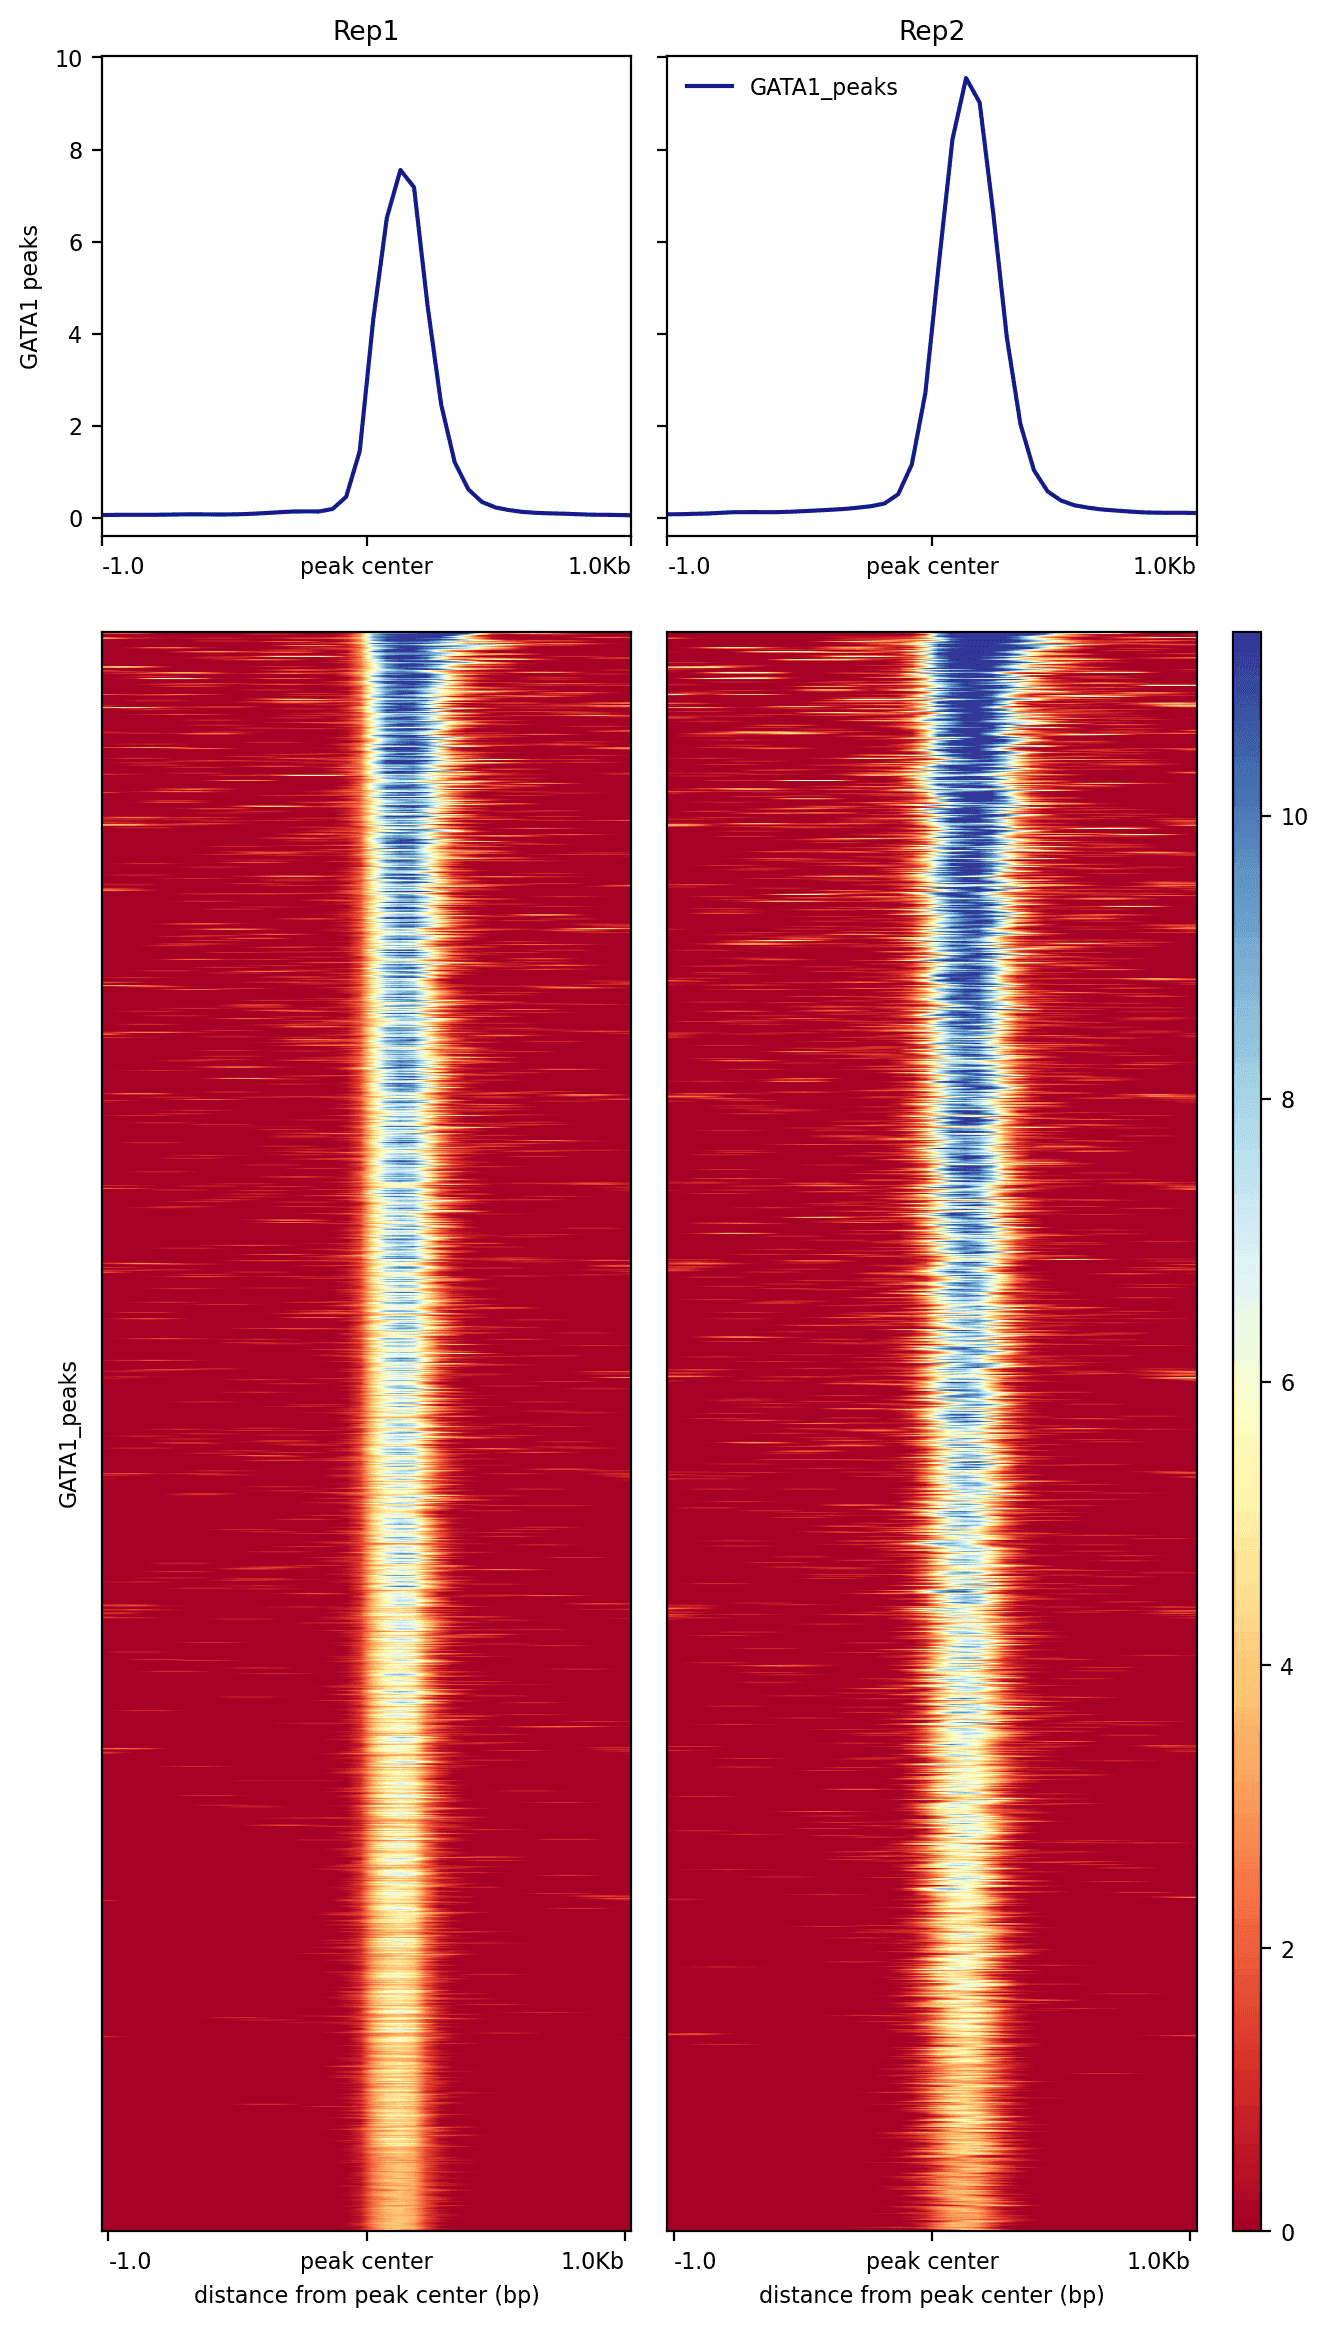 Rep1
Rep2
10
8
6
4
2
0
GATA1 peaks
GATA1_peaks
-1.0
peak center
1.0Kb
-1.0
peak center
1.0Kb
GATA1_peaks
10
8
6
4
2
0
-1.0
peak center
1.0Kb
-1.0
peak center
1.0Kb
distance from peak center (bp)
distance from peak center (bp)